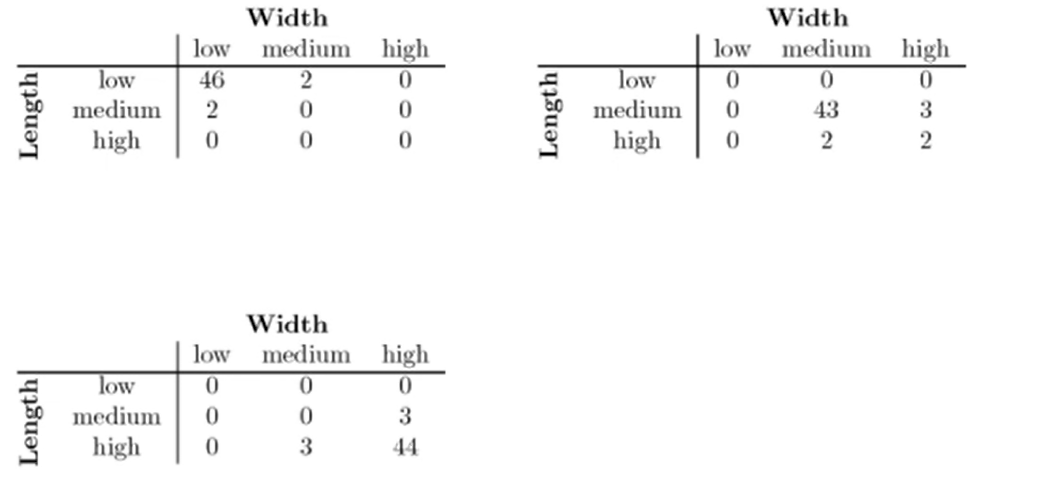 Width
low medium high
Length
low 46 2 0
medium 2 0 0
high 0 0 0
Width
low medium high
Length
low 0 0 0
medium 0 43 3
high 0 2 2
Width
low medium high
Length
low 0 0 0
medium 0 0 3
high 0 3 44